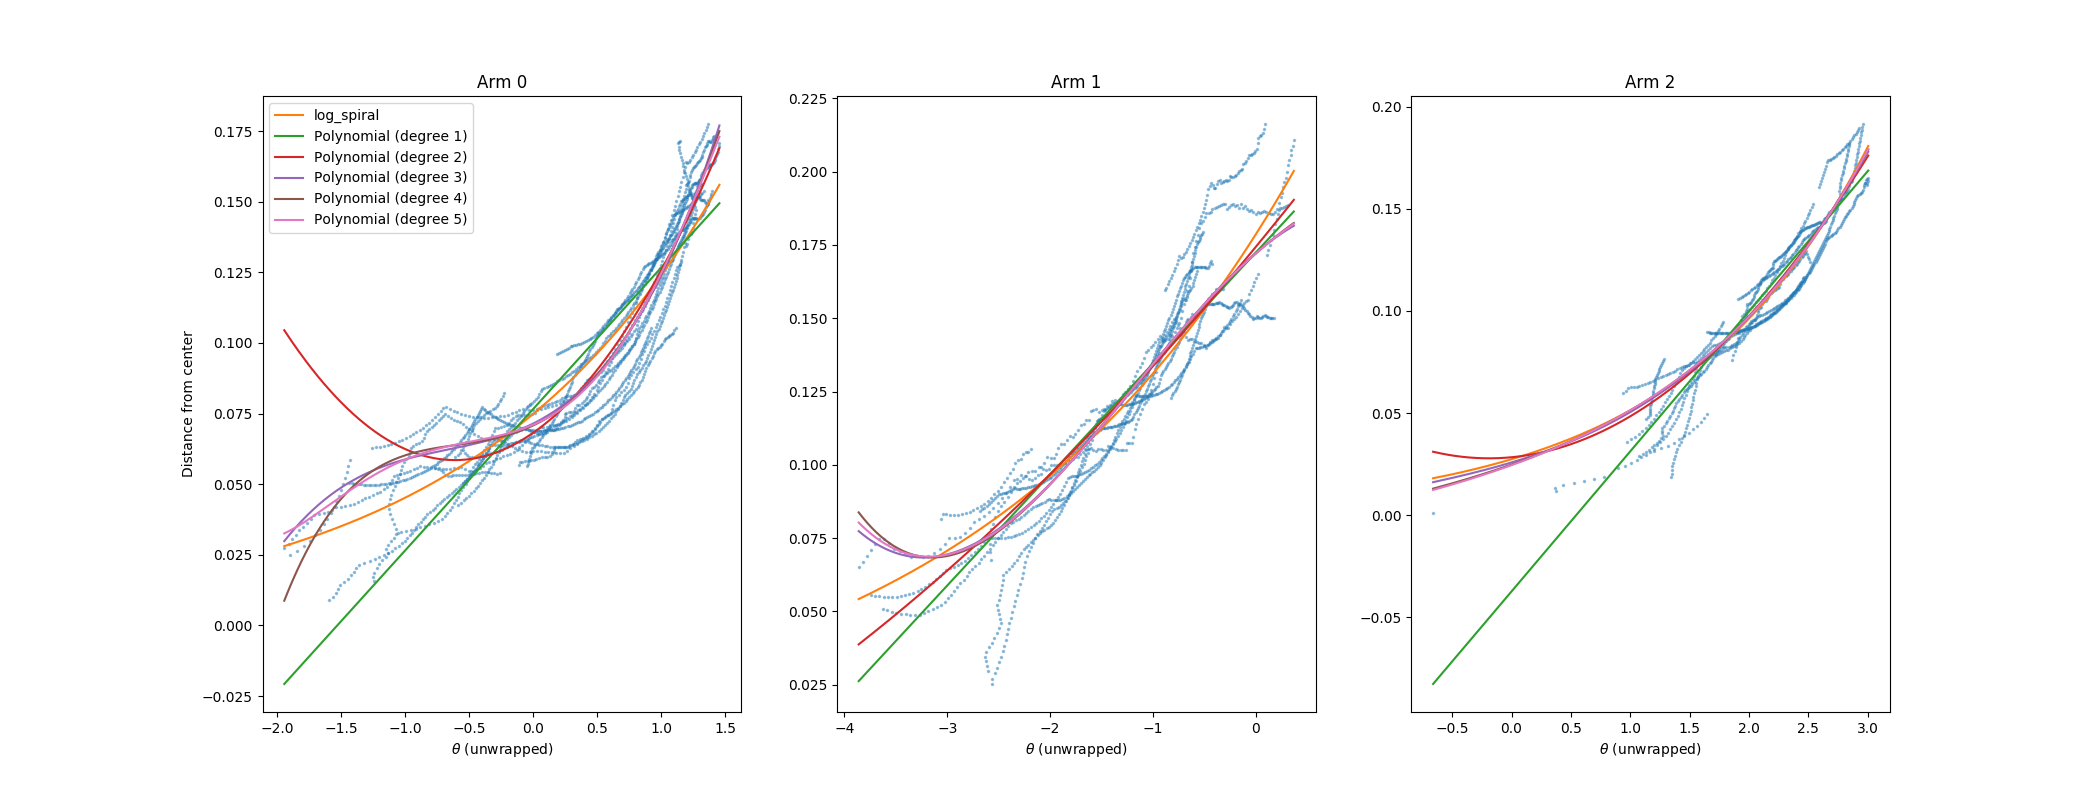 Arm 0
Arm 1
Arm 2
log_spiral
Polynomial (degree 1)
Polynomial (degree 2)
Polynomial (degree 3)
Polynomial (degree 4)
Polynomial (degree 5)
Distance from center
0.175
0.150
0.125
0.100
0.075
0.050
0.025
0.000
−0.025
−2.0 −1.5 −1.0 −0.5 0.0 0.5 1.0 1.5
θ (unwrapped)
0.225
0.200
0.175
0.150
0.125
0.100
0.075
0.050
0.025
−4 −3 −2 −1 0
θ (unwrapped)
0.20
0.15
0.10
0.05
0.00
−0.05
−0.5 0.0 0.5 1.0 1.5 2.0 2.5 3.0
θ (unwrapped)